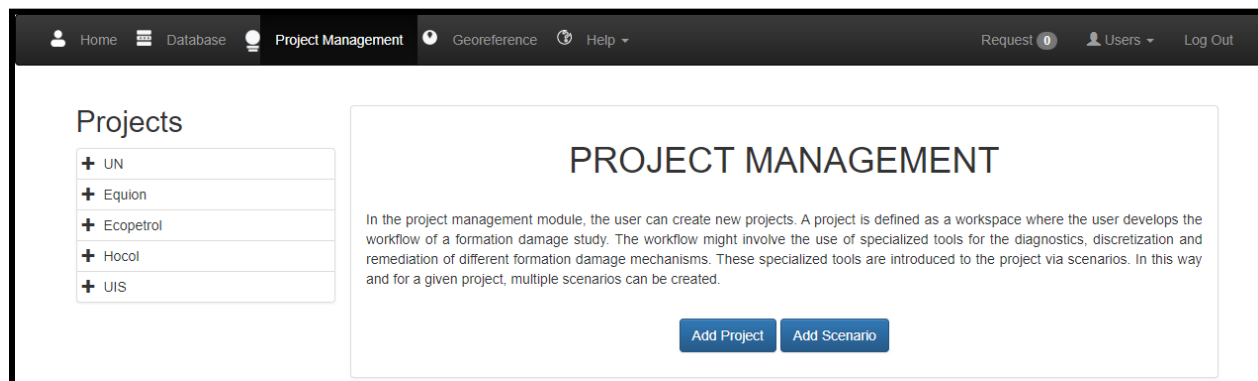 Home Database Project Management Georeference Help Request 0 Users Log Out
Projects
UN
Equion
Ecopetrol
Hocol
UIS
PROJECT MANAGEMENT
In the project management module, the user can create new projects. A project is defined as a workspace where the user develops the
workflow of a formation damage study. The workflow might involve the use of specialized tools for the diagnostics, discretization and
remediation of different formation damage mechanisms. These specialized tools are introduced to the project via scenarios. In this way
and for a given project, multiple scenarios can be created.
Add Project Add Scenario